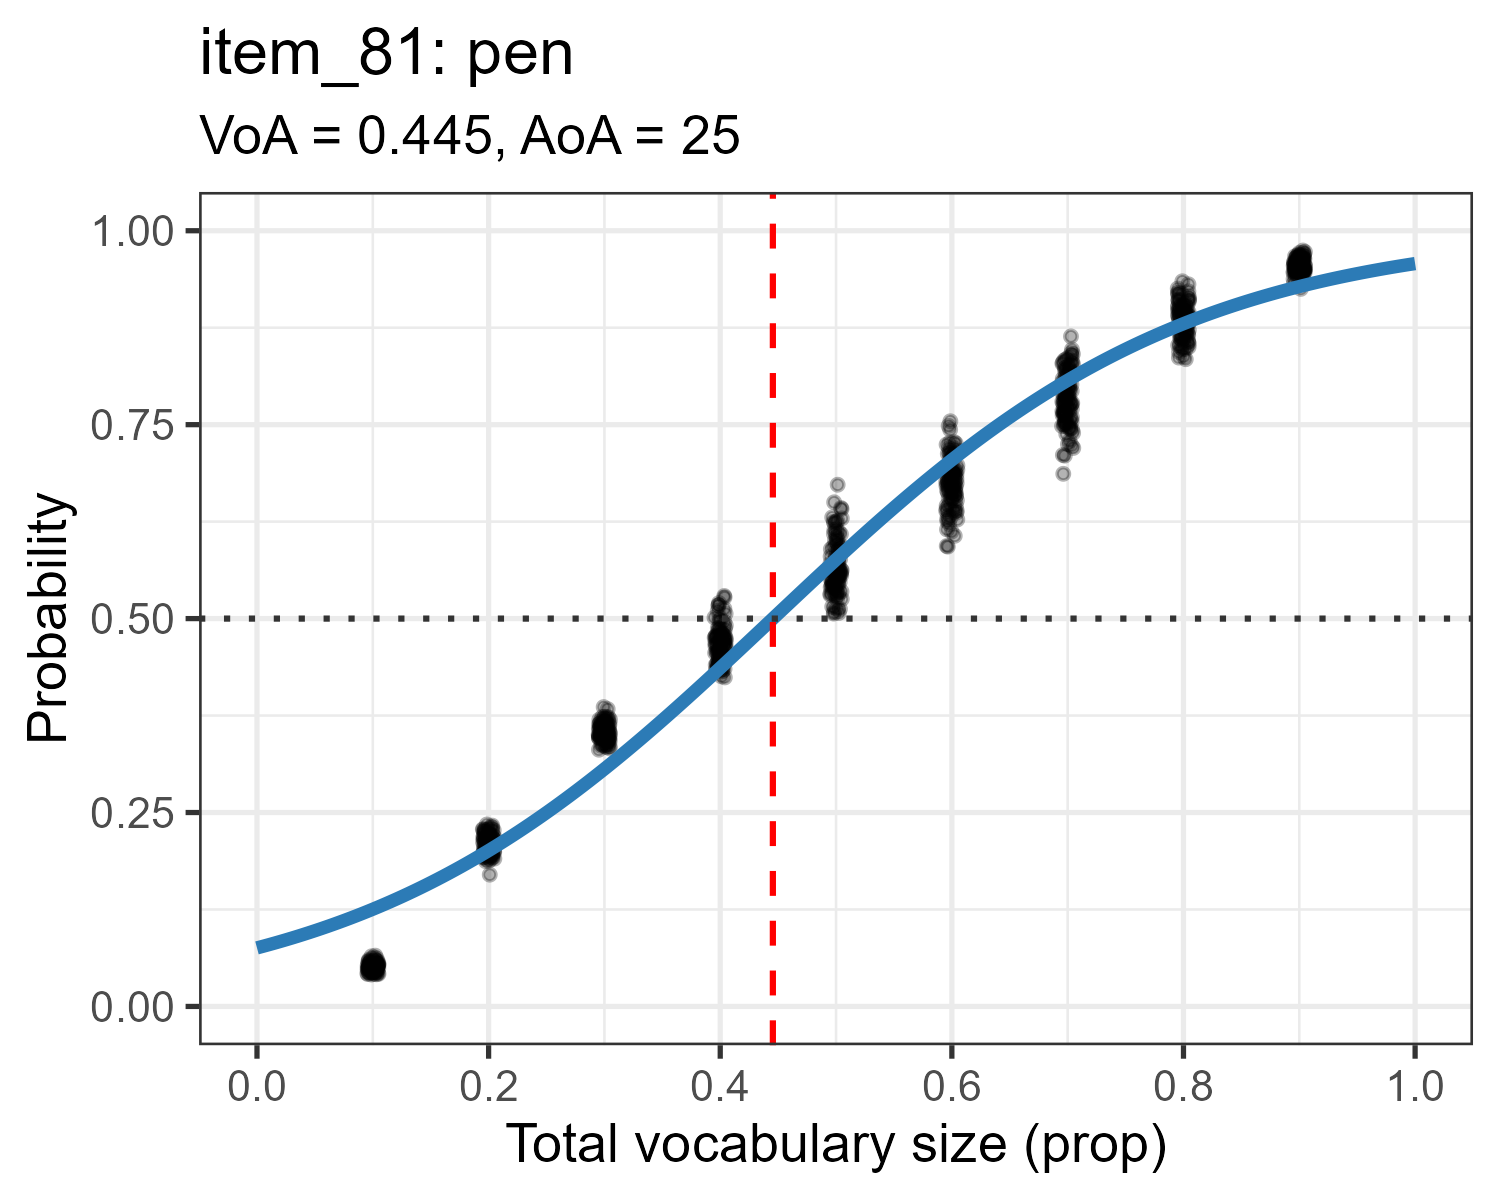 item_81: pen
VoA = 0.445, AoA = 25
1.00
0.75
0.50
0.25
0.00
Probability
0.0 0.2 0.4 0.6 0.8 1.0
Total vocabulary size (prop)